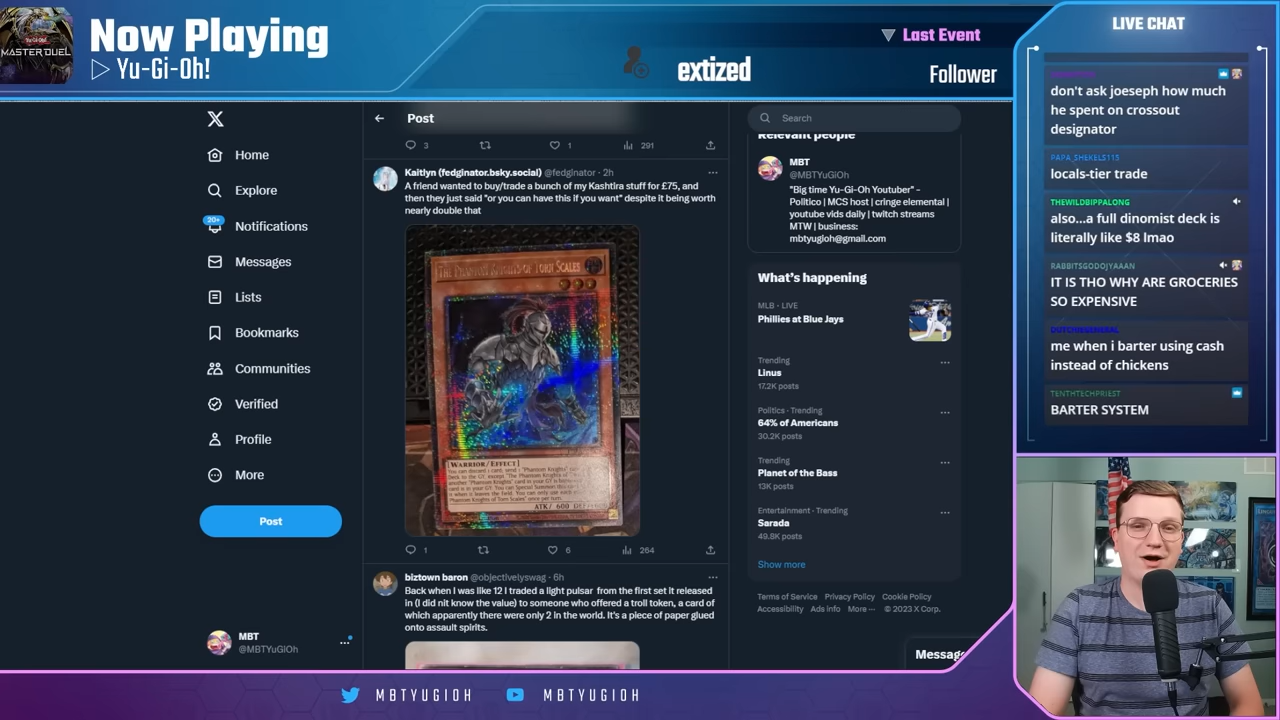 Yu-Gi-Oh!
MASTER DUEL
Now Playing
Yu-Gi-Oh!
extized
Last Event
Follower
LIVE CHAT
don't ask joeseph how much
he spent on crossout
designator
PAPA_SHEKELS115
locals-tier trade
THEWILDBIPPALONG
also...a full dinomist deck is
literally like $8 lmao
RABBITSGODOJYAAAN
IT IS THO WHY ARE GROCERIES
SO EXPENSIVE
me when i barter using cash
instead of chickens
TENTHTECHPRIEST
BARTER SYSTEM
Home
Explore
20+
Notifications
Messages
Lists
Bookmarks
Communities
Verified
Profile
More
Post
MBT
@MBTYuGiOh
Post
3
1
291
Kaitlyn (fedginator.bsky.social) @fedginator · 2h
A friend wanted to buy/trade a bunch of my Kashtira stuff for £75, and
then they just said "or you can have this if you want" despite it being worth
nearly double that
THE PHANTOM KNIGHTS OF TORN SCALES
[WARRIOR/EFFECT]
ATK/ 600 DEF/600
1
6
264
biztown baron @objectivelyswag · 6h
Back when I was like 12 I traded a light pulsar from the first set it released
in (I did nit know the value) to someone who offered a troll token, a card of
which apparently there were only 2 in the world. It's a piece of paper glued
onto assault spirits.
Search
Relevant people
MBT
@MBTYuGiOh
"Big time Yu-Gi-Oh Youtuber" -
Politico | MCS host | cringe elemental |
youtube vids daily | twitch streams
MTW | business:
mbtyugioh@gmail.com
What's happening
MLB · LIVE
Phillies at Blue Jays
Trending
Linus
17.2K posts
Politics · Trending
64% of Americans
30.2K posts
Trending
Planet of the Bass
13K posts
Entertainment · Trending
Sarada
49.8K posts
Show more
Terms of Service Privacy Policy Cookie Policy
Accessibility Ads info More ··· © 2023 X Corp.
Messag
MBTYUGIOH
MBTYUGIOH